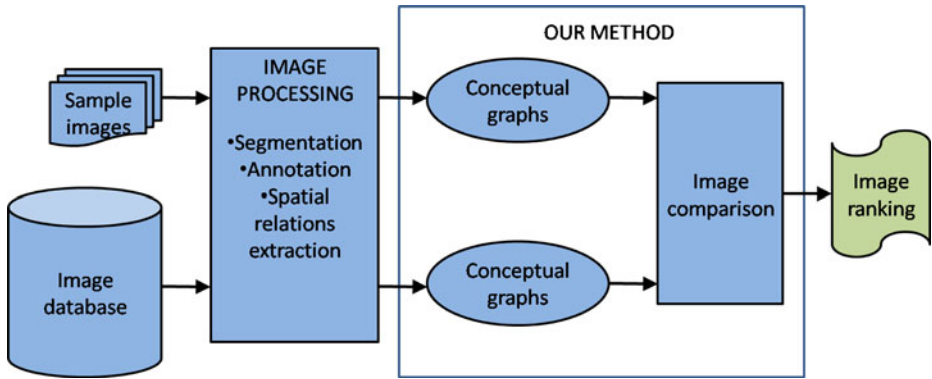 OUR METHOD
Sample
images
IMAGE
PROCESSING
•Segmentation
•Annotation
•Spatial
relations
extraction
Conceptual
graphs
Image
comparison
Image
ranking
Image
database
Conceptual
graphs